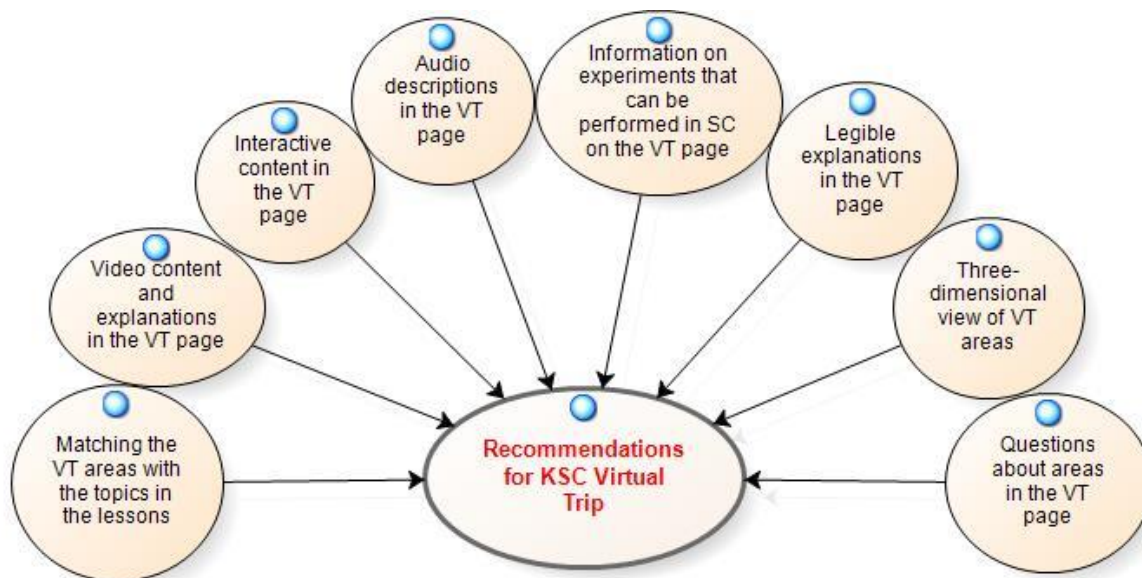 Matching the
VT areas with
the topics in
the lessons
Video content
and
explanations
in the VT page
Interactive
content in
the VT
page
Audio
descriptions
in the VT
page
Information on
experiments that
can be
performed in SC
on the VT page
Legible
explanations
in the VT
page
Three-
dimensional
view of VT
areas
Questions
about areas
in the VT
page
Recommendations
for KSC Virtual
Trip